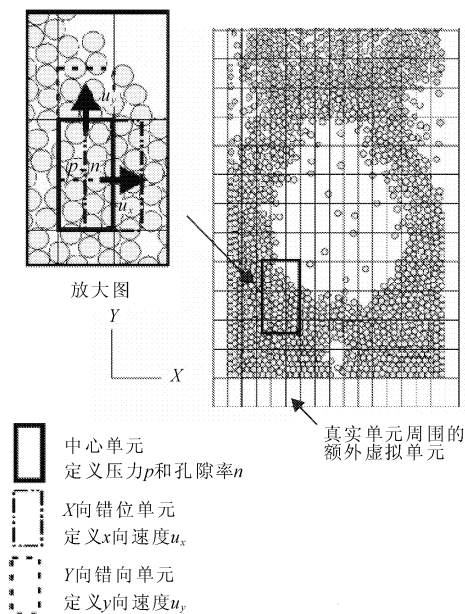 u_y
p n
u_x
放大图
Y
X
真实单元周围的
额外虚拟单元
中心单元
定义压力p和孔隙率n
X向错位单元
定义x向速度u_x
Y向错向单元
定义y向速度u_y